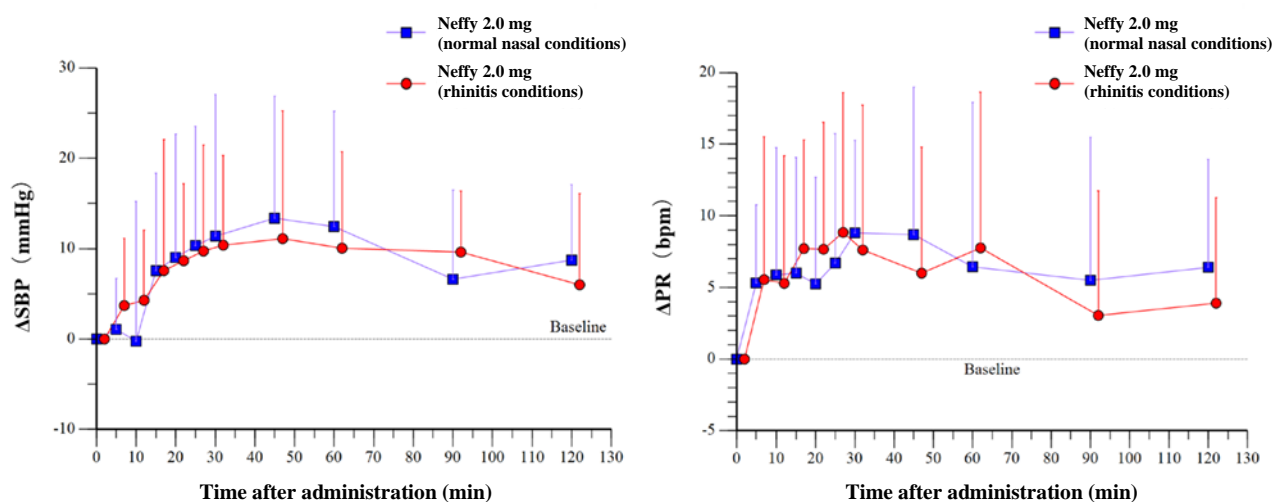 Neffy 2.0 mg
(normal nasal conditions)
Neffy 2.0 mg
(rhinitis conditions)
30
20
10
0
-10
ΔSBP (mmHg)
Baseline
0 10 20 30 40 50 60 70 80 90 100 110 120 130
Time after administration (min)
Neffy 2.0 mg
(normal nasal conditions)
Neffy 2.0 mg
(rhinitis conditions)
20
15
10
5
0
-5
ΔPR (bpm)
Baseline
0 10 20 30 40 50 60 70 80 90 100 110 120 130
Time after administration (min)